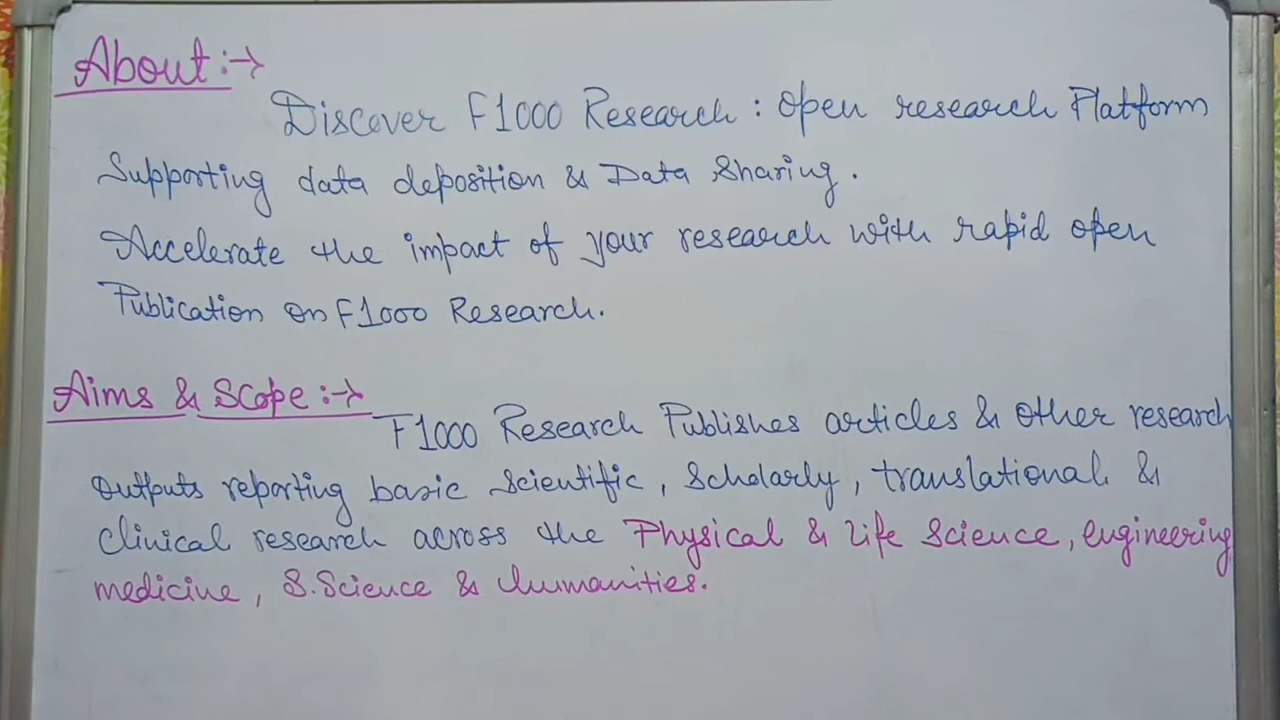 About:→
Discover F1000 Research: Open research Platform
Supporting data deposition & Data Sharing.
Accelerate the impact of your research with rapid open
Publication on F1000 Research.
Aims & Scope:→
F1000 Research Publishes articles & other research
outputs reporting basic scientific, Scholarly, translational &
clinical research across the Physical & life Science, engineering
medicine, S.Science & humanities.